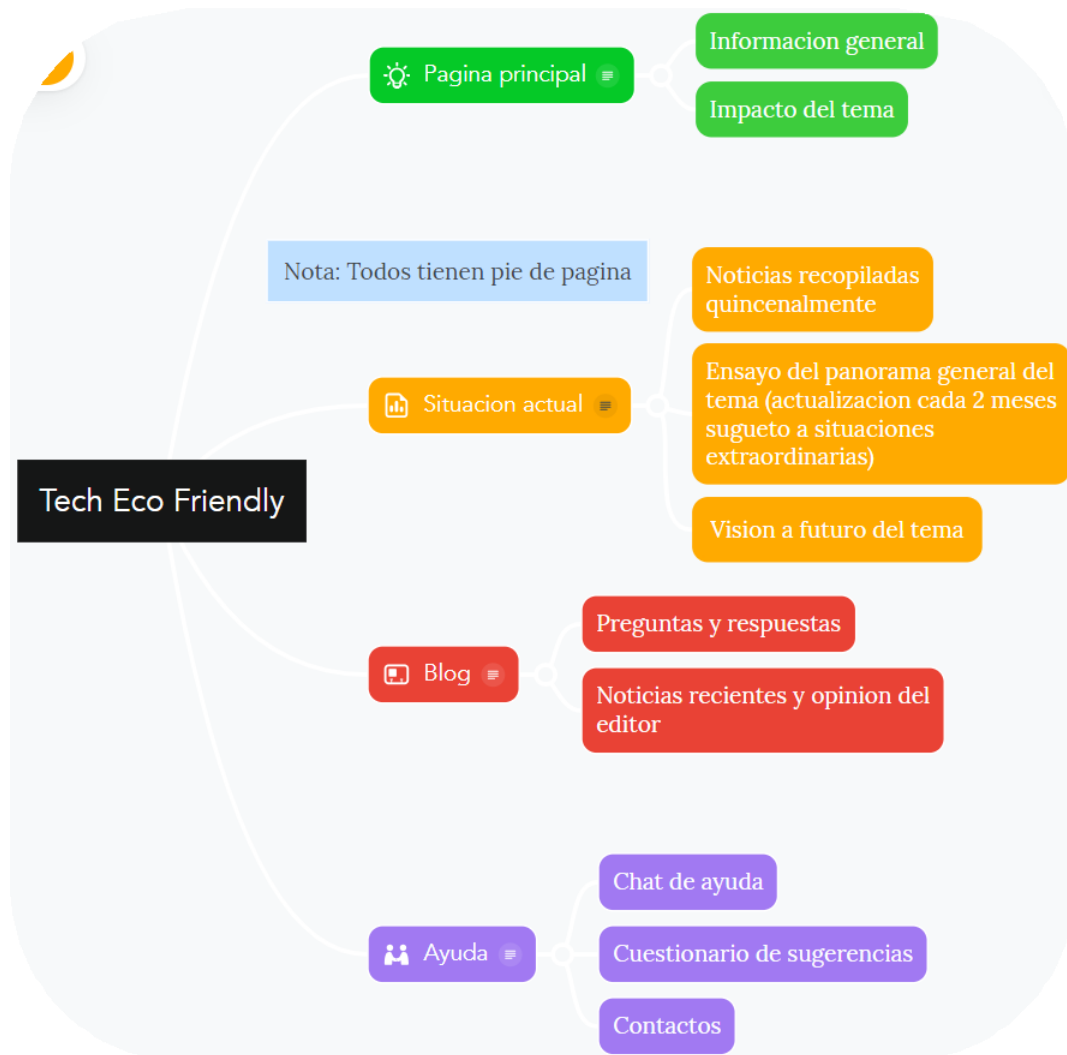 Pagina principal
Informacion general
Impacto del tema
Nota: Todos tienen pie de pagina
Situacion actual
Noticias recopiladas
quincenalmente
Ensayo del panorama general del
tema (actualizacion cada 2 meses
sugueto a situaciones
extraordinarias)
Vision a futuro del tema
Tech Eco Friendly
Blog
Preguntas y respuestas
Noticias recientes y opinion del
editor
Ayuda
Chat de ayuda
Cuestionario de sugerencias
Contactos